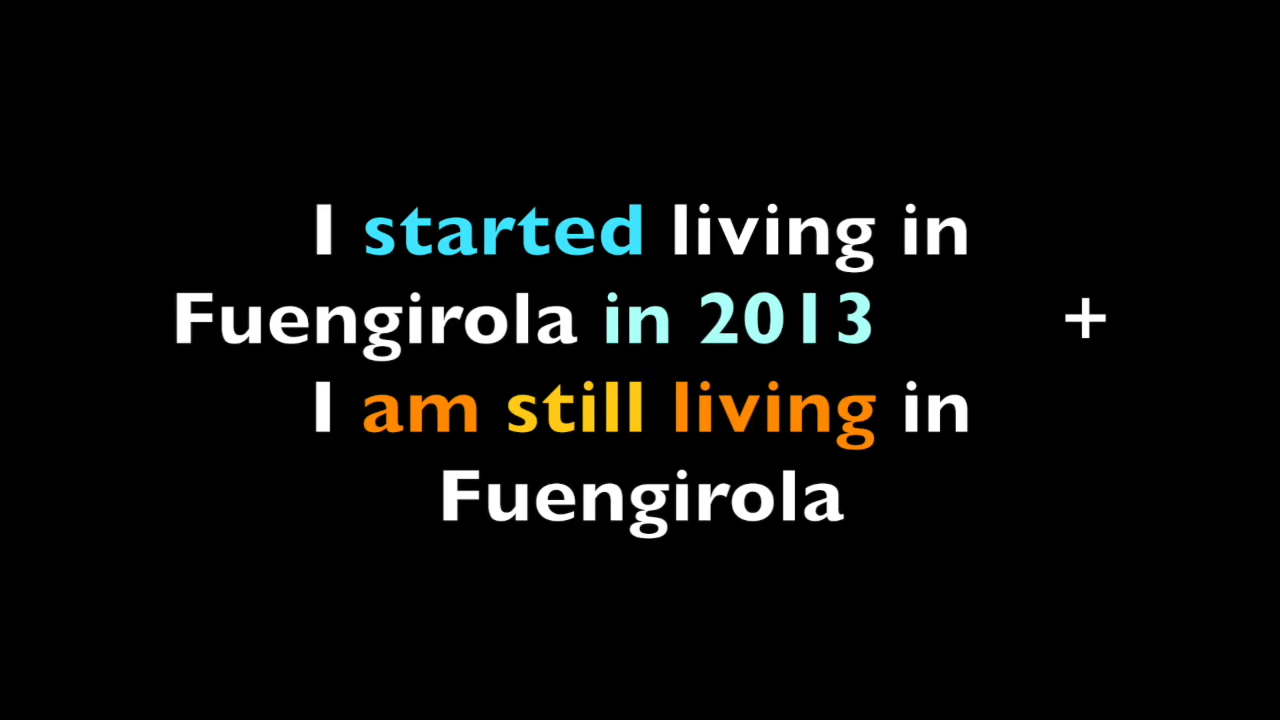 I started living in
Fuengirola in 2013 +
I am still living in
Fuengirola